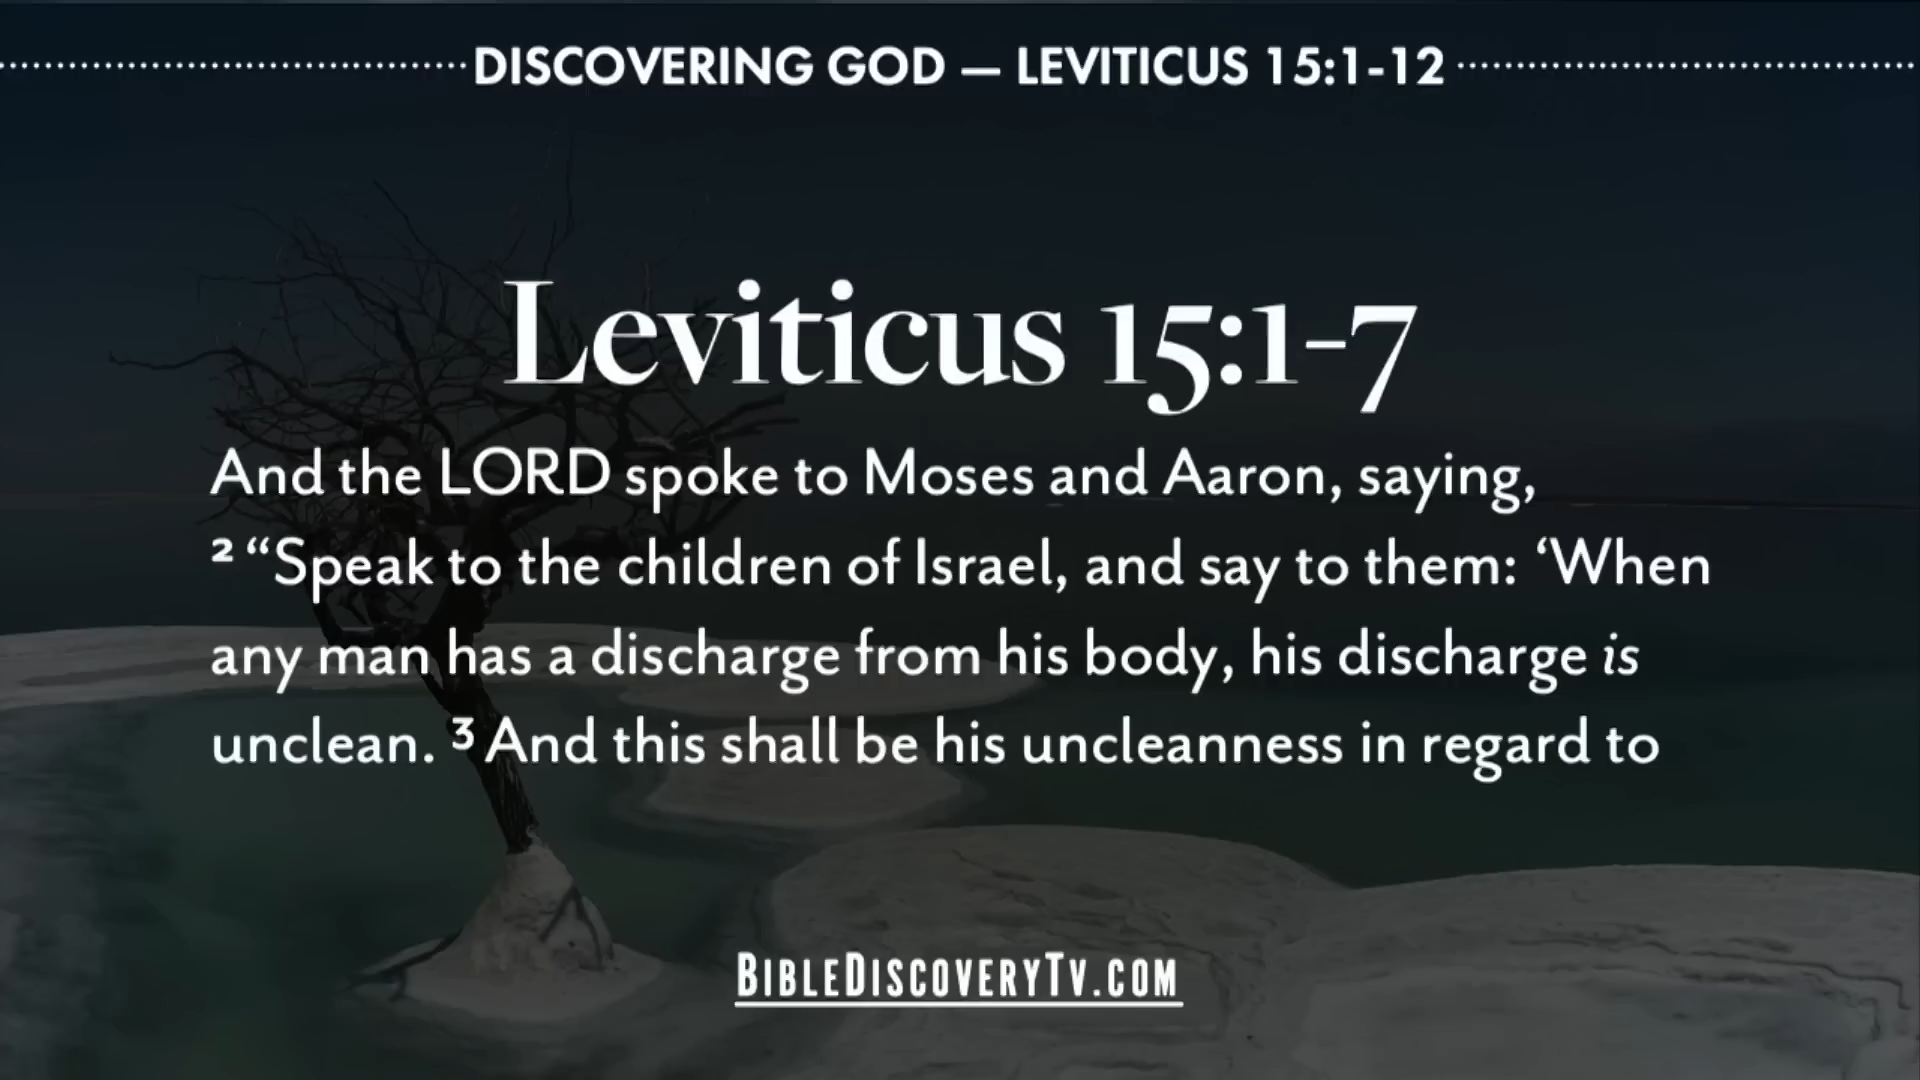 DISCOVERING GOD — LEVITICUS 15:1-12
Leviticus 15:1-7
And the LORD spoke to Moses and Aaron, saying,
² “Speak to the children of Israel, and say to them: ‘When
any man has a discharge from his body, his discharge is
unclean. ³ And this shall be his uncleanness in regard to
BIBLEDISCOVERYTV.COM